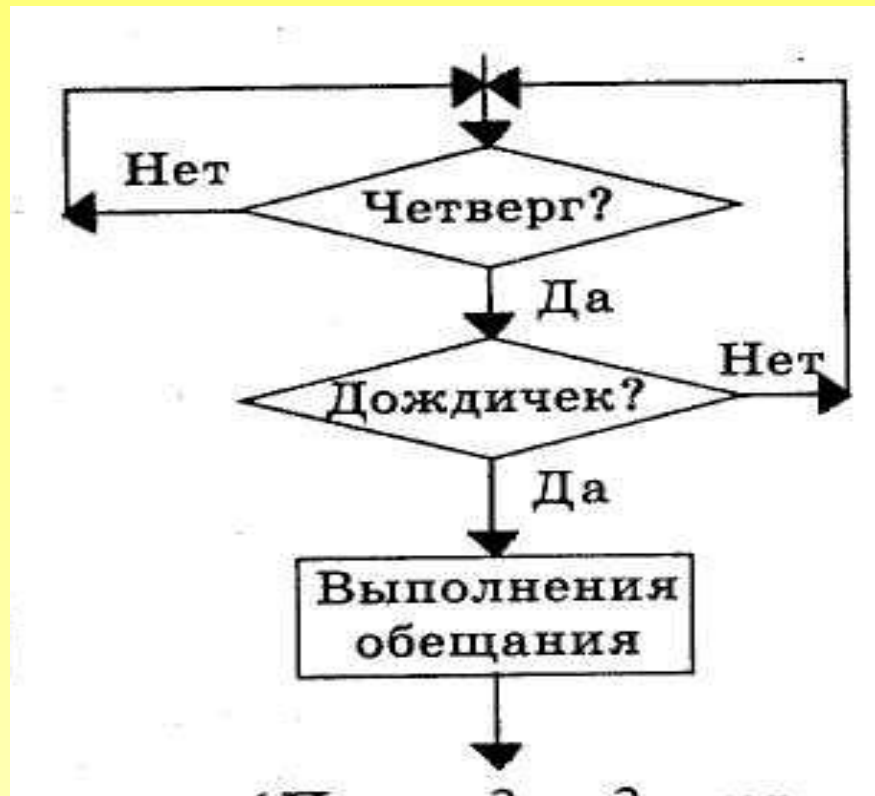 Нет
Четверг?
Да
Нет
Дождичек?
Да
Выполнения
обещания